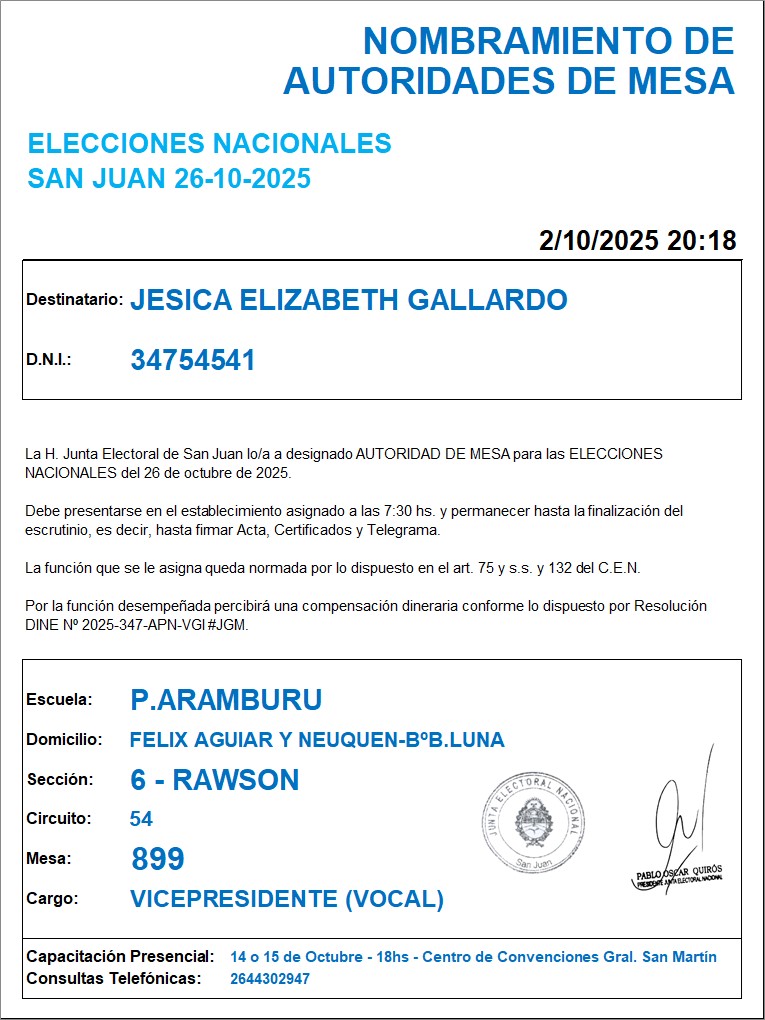 NOMBRAMIENTO DE
AUTORIDADES DE MESA
ELECCIONES NACIONALES
SAN JUAN 26-10-2025
2/10/2025 20:18
Destinatario: JESICA ELIZABETH GALLARDO
D.N.I.: 34754541
La H. Junta Electoral de San Juan lo/a a designado AUTORIDAD DE MESA para las ELECCIONES
NACIONALES del 26 de octubre de 2025.
Debe presentarse en el establecimiento asignado a las 7:30 hs. y permanecer hasta la finalización del
escrutinio, es decir, hasta firmar Acta, Certificados y Telegrama.
La función que se le asigna queda normada por lo dispuesto en el art. 75 y s.s. y 132 del C.E.N.
Por la función desempeñada percibirá una compensación dineraria conforme lo dispuesto por Resolución
DINE Nº 2025-347-APN-VGI#JGM.
Escuela: P.ARAMBURU
Domicilio: FELIX AGUIAR Y NEUQUEN-BºB.LUNA
Sección: 6 - RAWSON
Circuito: 54
Mesa: 899
Cargo: VICEPRESIDENTE (VOCAL)
JUNTA ELECTORAL NACIONAL
San Juan
PABLO OSCAR QUIRÓS
PRESIDENTE JUNTA ELECTORAL NACIONAL
Capacitación Presencial: 14 o 15 de Octubre - 18hs - Centro de Convenciones Gral. San Martín
Consultas Telefónicas: 2644302947